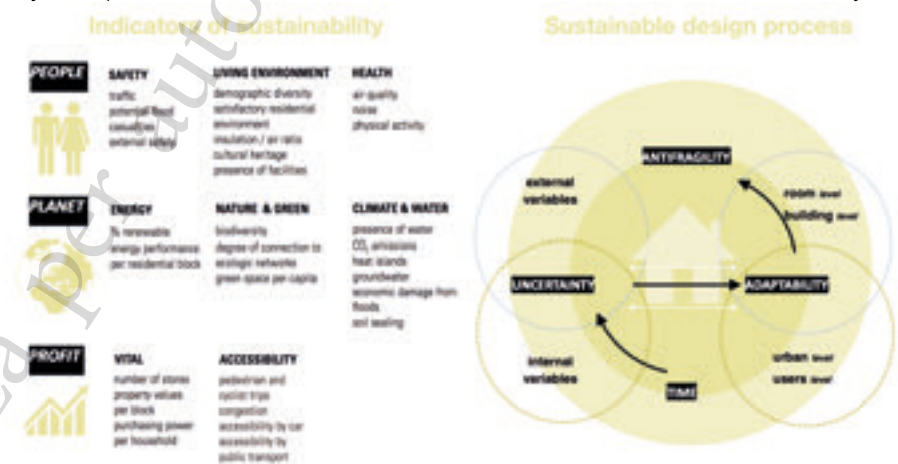 Indicators of sustainability
PEOPLE
SAFETY
traffic
potential flood
casualties
external safety
LIVING ENVIRONMENT
demographic diversity
satisfactory residential
environment
insulation / air ratio
cultural heritage
presence of facilities
HEALTH
air quality
noise
physical activity
PLANET
ENERGY
% renewable
energy performance
per residential block
NATURE & GREEN
biodiversity
degree of connection to
ecologic networks
green space per capita
CLIMATE & WATER
presence of water
CO₂ emissions
heat islands
groundwater
economic damage from
floods
soil sealing
PROFIT
VITAL
number of stores
property values
per block
purchasing power
per household
ACCESSIBILITY
pedestrian and
cyclist trips
congestion
accessibility by car
accessibility by
public transport
Sustainable design process
ANTIFRAGILITY
external
variables
room level
building level
UNCERTAINTY
ADAPTABILITY
internal
variables
TIME
urban level
users level